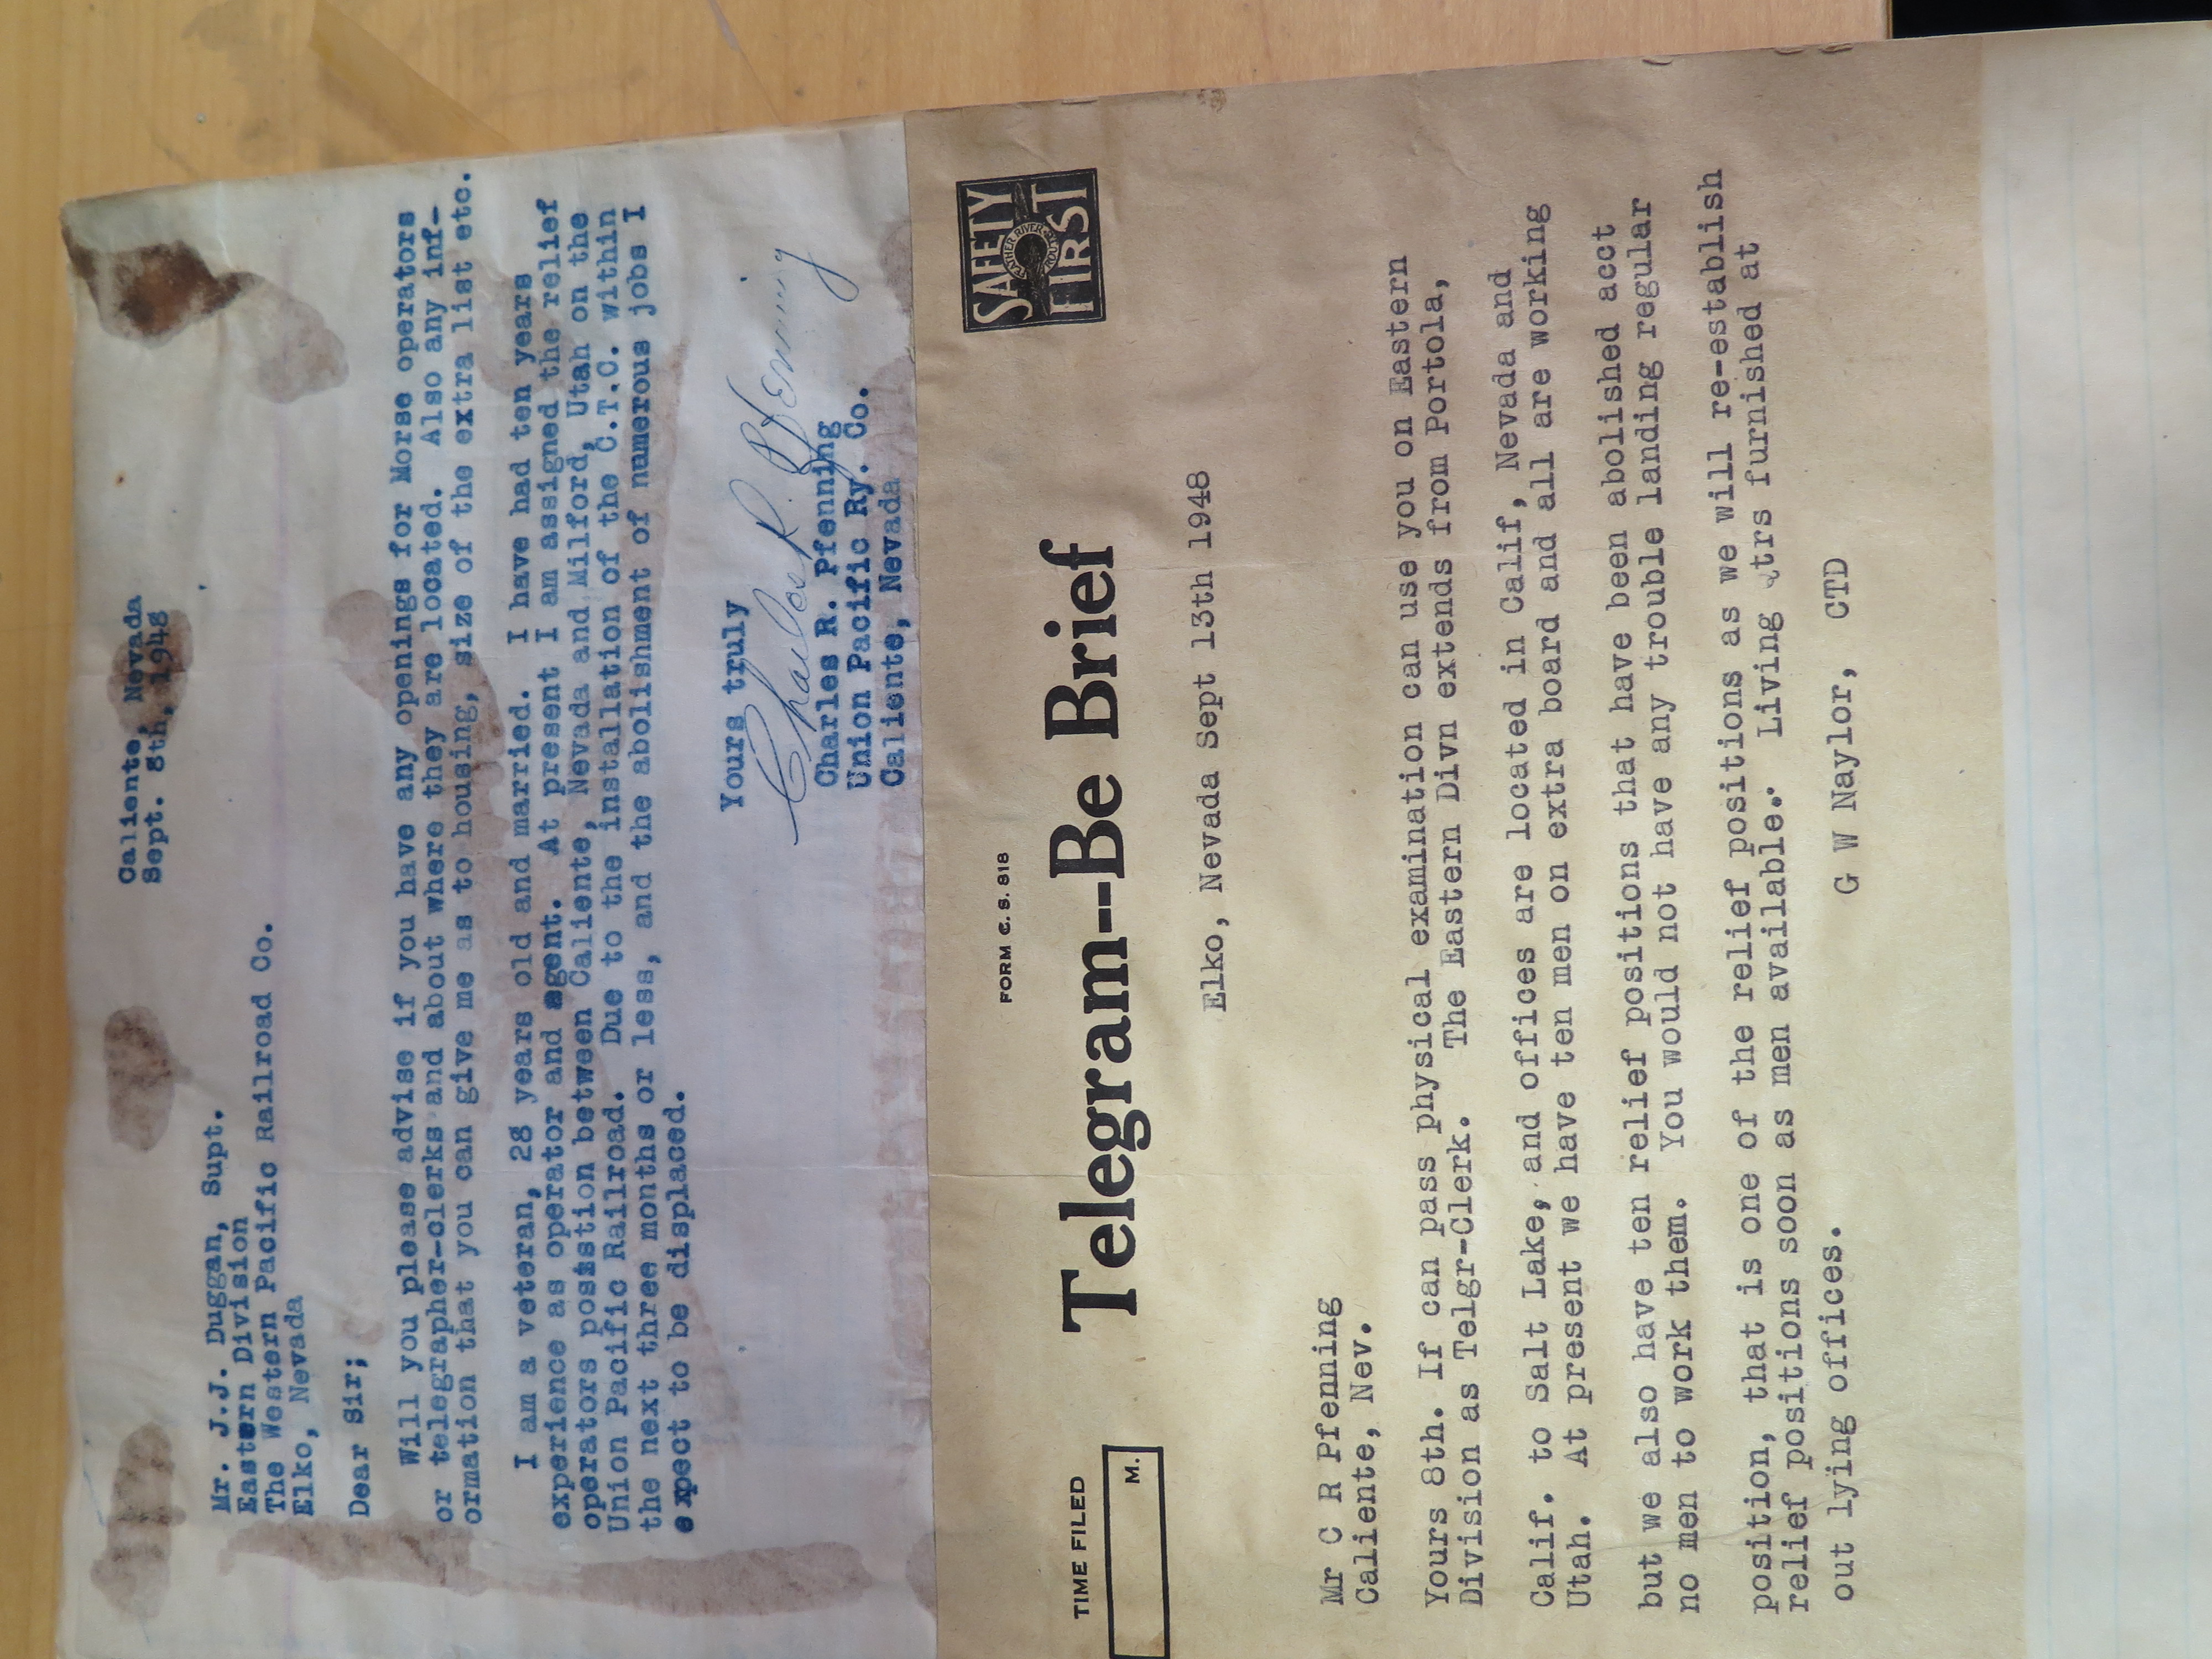 Caliente, Nevada
Sept. 8th, 1948
Mr. J.J. Duggan, Supt.
Eastern Division
The Western Pacific Railroad Co.
Elko, Nevada
Dear Sir;
Will you please advise if you have any openings for Morse operators
or telegrapher-clerks and about where they are located. Also any inf-
ormation that you can give me as to housing, size of the extra list etc.
I am a veteran, 28 years old and married. I have had ten years
experience as operator and agent. At present I am assigned the relief
operators position between Caliente, Nevada and Milford, Utah on the
Union Pacific Railroad. Due to the installation of the C.T.C. within
the next three months or less, and the abolishment of numerous jobs I
expect to be displaced.
Yours truly
Charles R. Pfenning
Charles R. Pfenning
Union Pacific Ry. Co.
Caliente, Nevada
FORM C. S. 818
TIME FILED
M.
Telegram--Be Brief
SAFETY
FEATHER RIVER ROUTE
FIRST
Elko, Nevada Sept 13th 1948
Mr C R Pfenning
Caliente, Nev.
Yours 8th. If can pass physical examination can use you on Eastern
Division as Telgr-Clerk. The Eastern Divn extends from Portola,
Calif. to Salt Lake, and offices are located in Calif, Nevada and
Utah. At present we have ten men on extra board and all are working
but we also have ten relief positions that have been abolished acct
no men to work them. You would not have any trouble landing regular
position, that is one of the relief positions as we will re-establish
relief positions soon as men available. Living qtrs furnished at
out lying offices.
G W Naylor, CTD